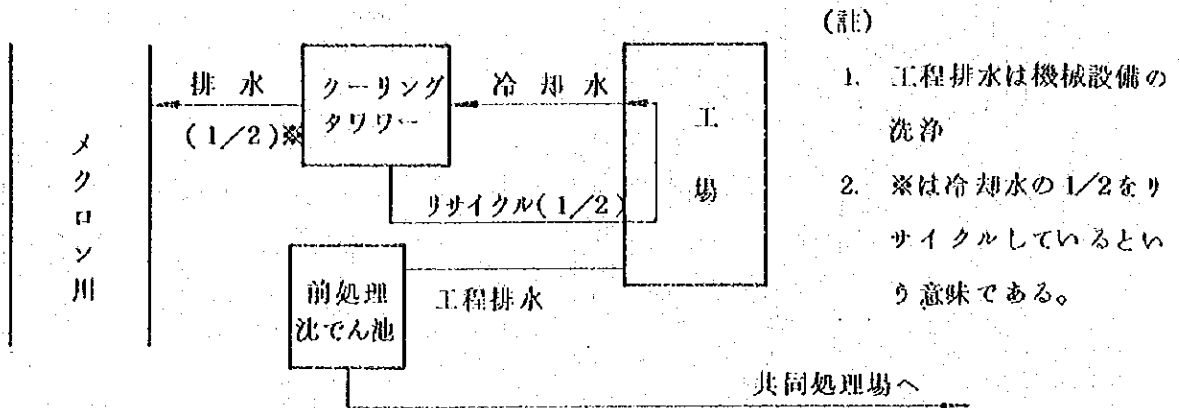 (註)
排水
クーリング
冷却水
1. 工程排水は機械設備の
タワワー
(1/2)※
工
洗浄
メクロン川
2. ※は冷却水の1/2をリ
リサイクル(1/2)
場
サイクルしているとい
前処理
工程排水
う意味である。
沈でん池
共同処理場へ